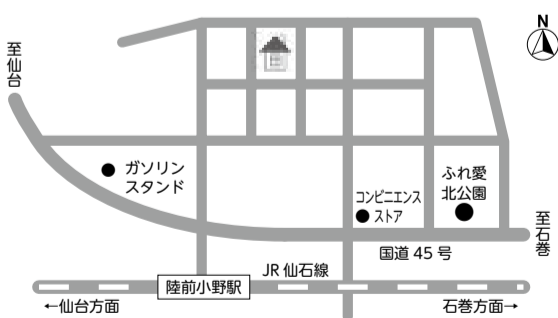 N
至仙台
ガソリン
スタンド
コンビニエンス
ストア
ふれ愛
北公園
至石巻
国道 45 号
JR 仙石線
陸前小野駅
←仙台方面
石巻方面→